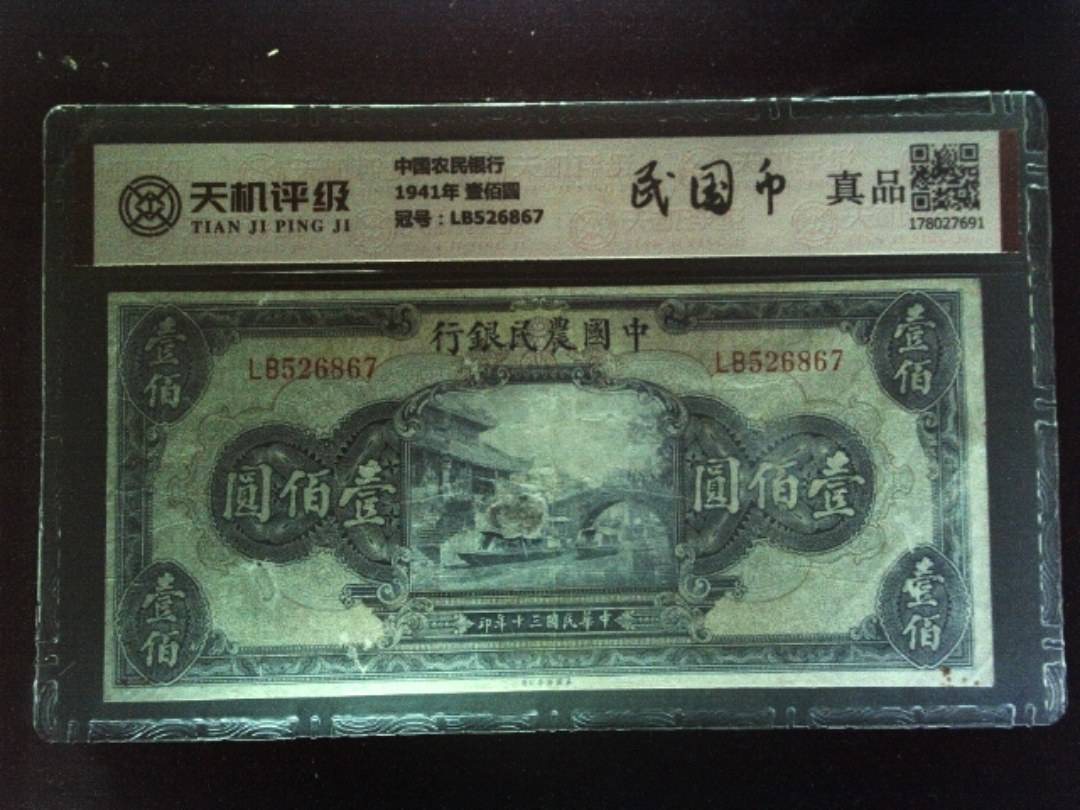 天机评级
TIAN JI PING JI
中国农民银行
1941年 壹佰圆
冠号：LB526867
民国币
真品
178027691
行銀民農國中
壹佰
壹佰
LB526867
LB526867
圓佰壹
圓佰壹
壹佰
壹佰
印年十三國民華中